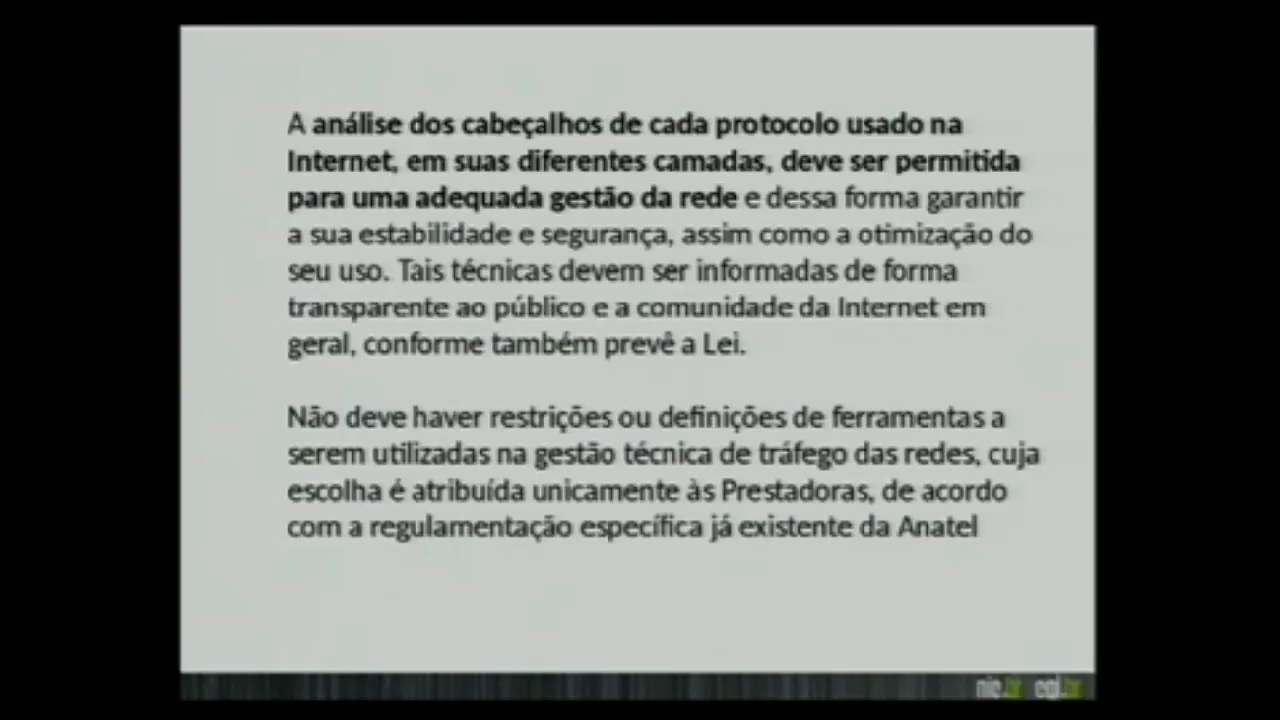 A análise dos cabeçalhos de cada protocolo usado na
Internet, em suas diferentes camadas, deve ser permitida
para uma adequada gestão da rede e dessa forma garantir
a sua estabilidade e segurança, assim como a otimização do
seu uso. Tais técnicas devem ser informadas de forma
transparente ao público e a comunidade da Internet em
geral, conforme também prevê a Lei.
Não deve haver restrições ou definições de ferramentas a
serem utilizadas na gestão técnica de tráfego das redes, cuja
escolha é atribuída unicamente às Prestadoras, de acordo
com a regulamentação específica já existente da Anatel
nic.br cgi.br